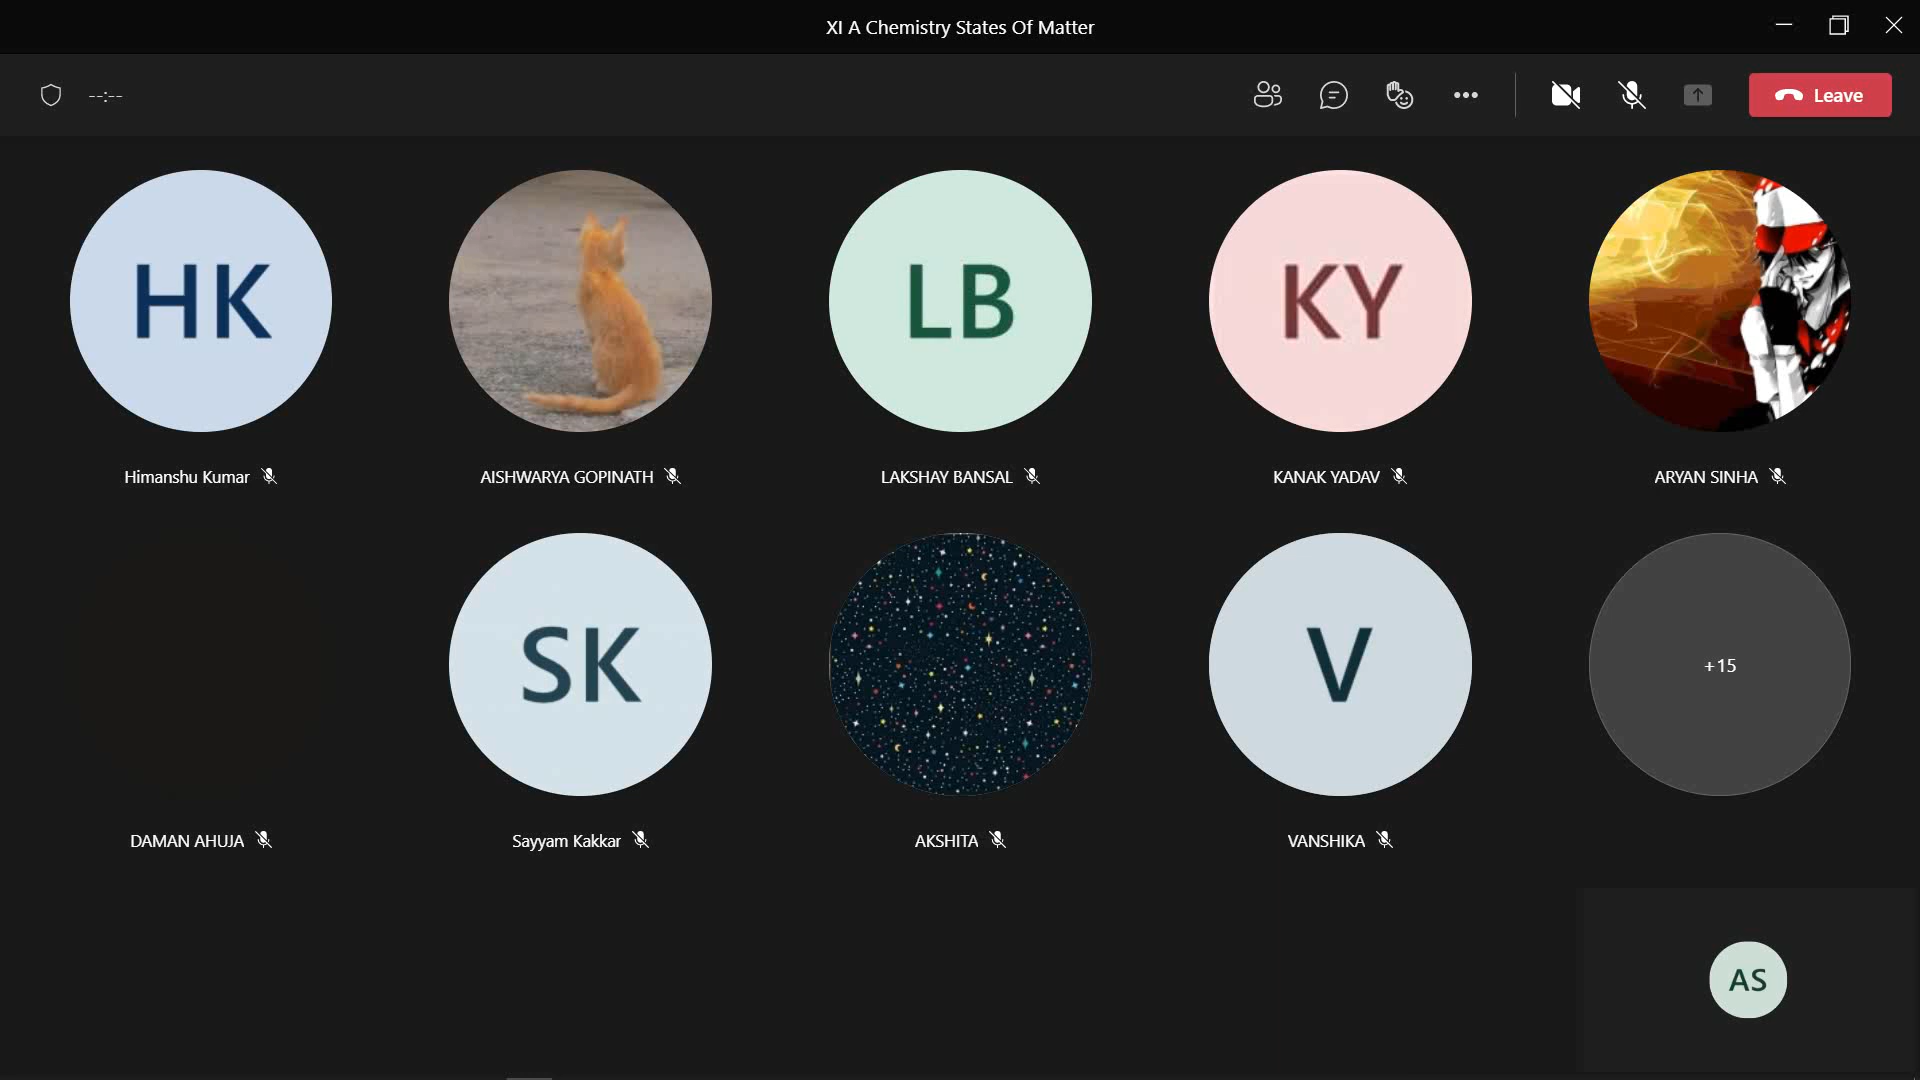 XI A Chemistry States Of Matter
--:--
Leave
HK
LB
KY
Himanshu Kumar
AISHWARYA GOPINATH
LAKSHAY BANSAL
KANAK YADAV
ARYAN SINHA
SK
V
+15
DAMAN AHUJA
Sayyam Kakkar
AKSHITA
VANSHIKA
AS